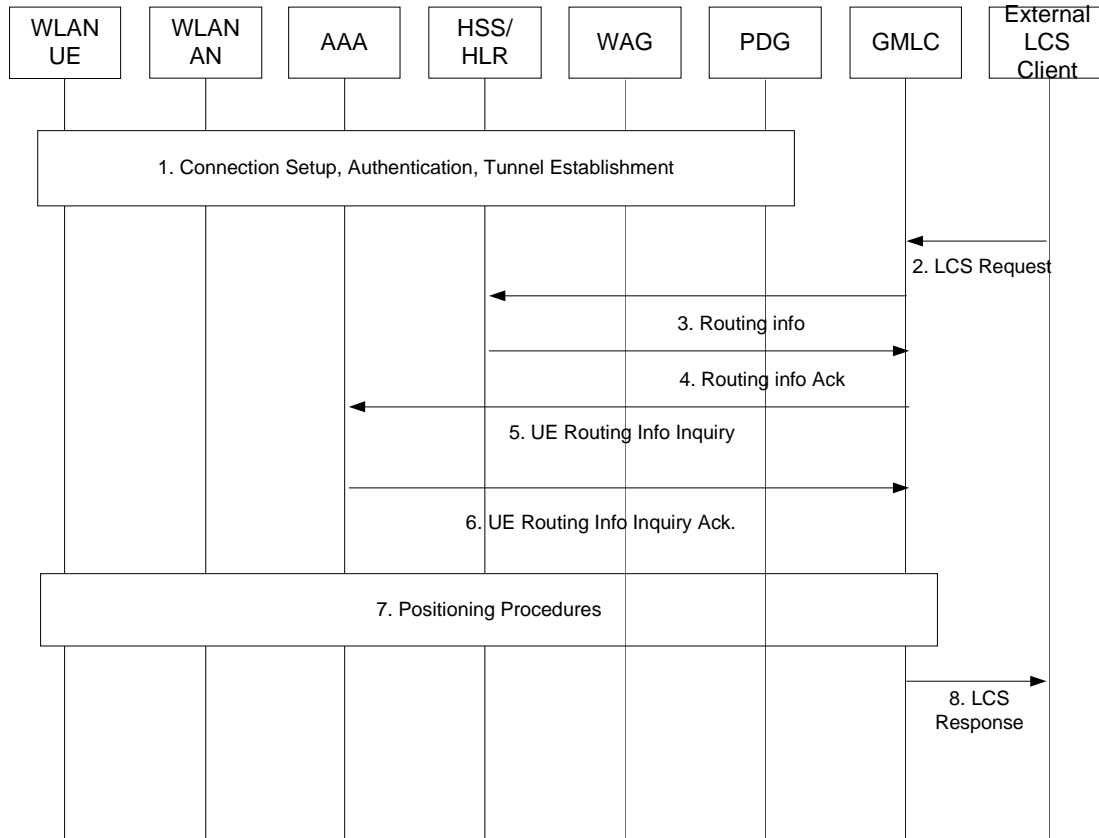 WLAN
UE
WLAN
AN
AAA
HSS/
HLR
WAG
PDG
GMLC
External
LCS
Client
1. Connection Setup, Authentication, Tunnel Establishment
2. LCS Request
3. Routing info
4. Routing info Ack
5. UE Routing Info Inquiry
6. UE Routing Info Inquiry Ack.
7. Positioning Procedures
8. LCS
Response